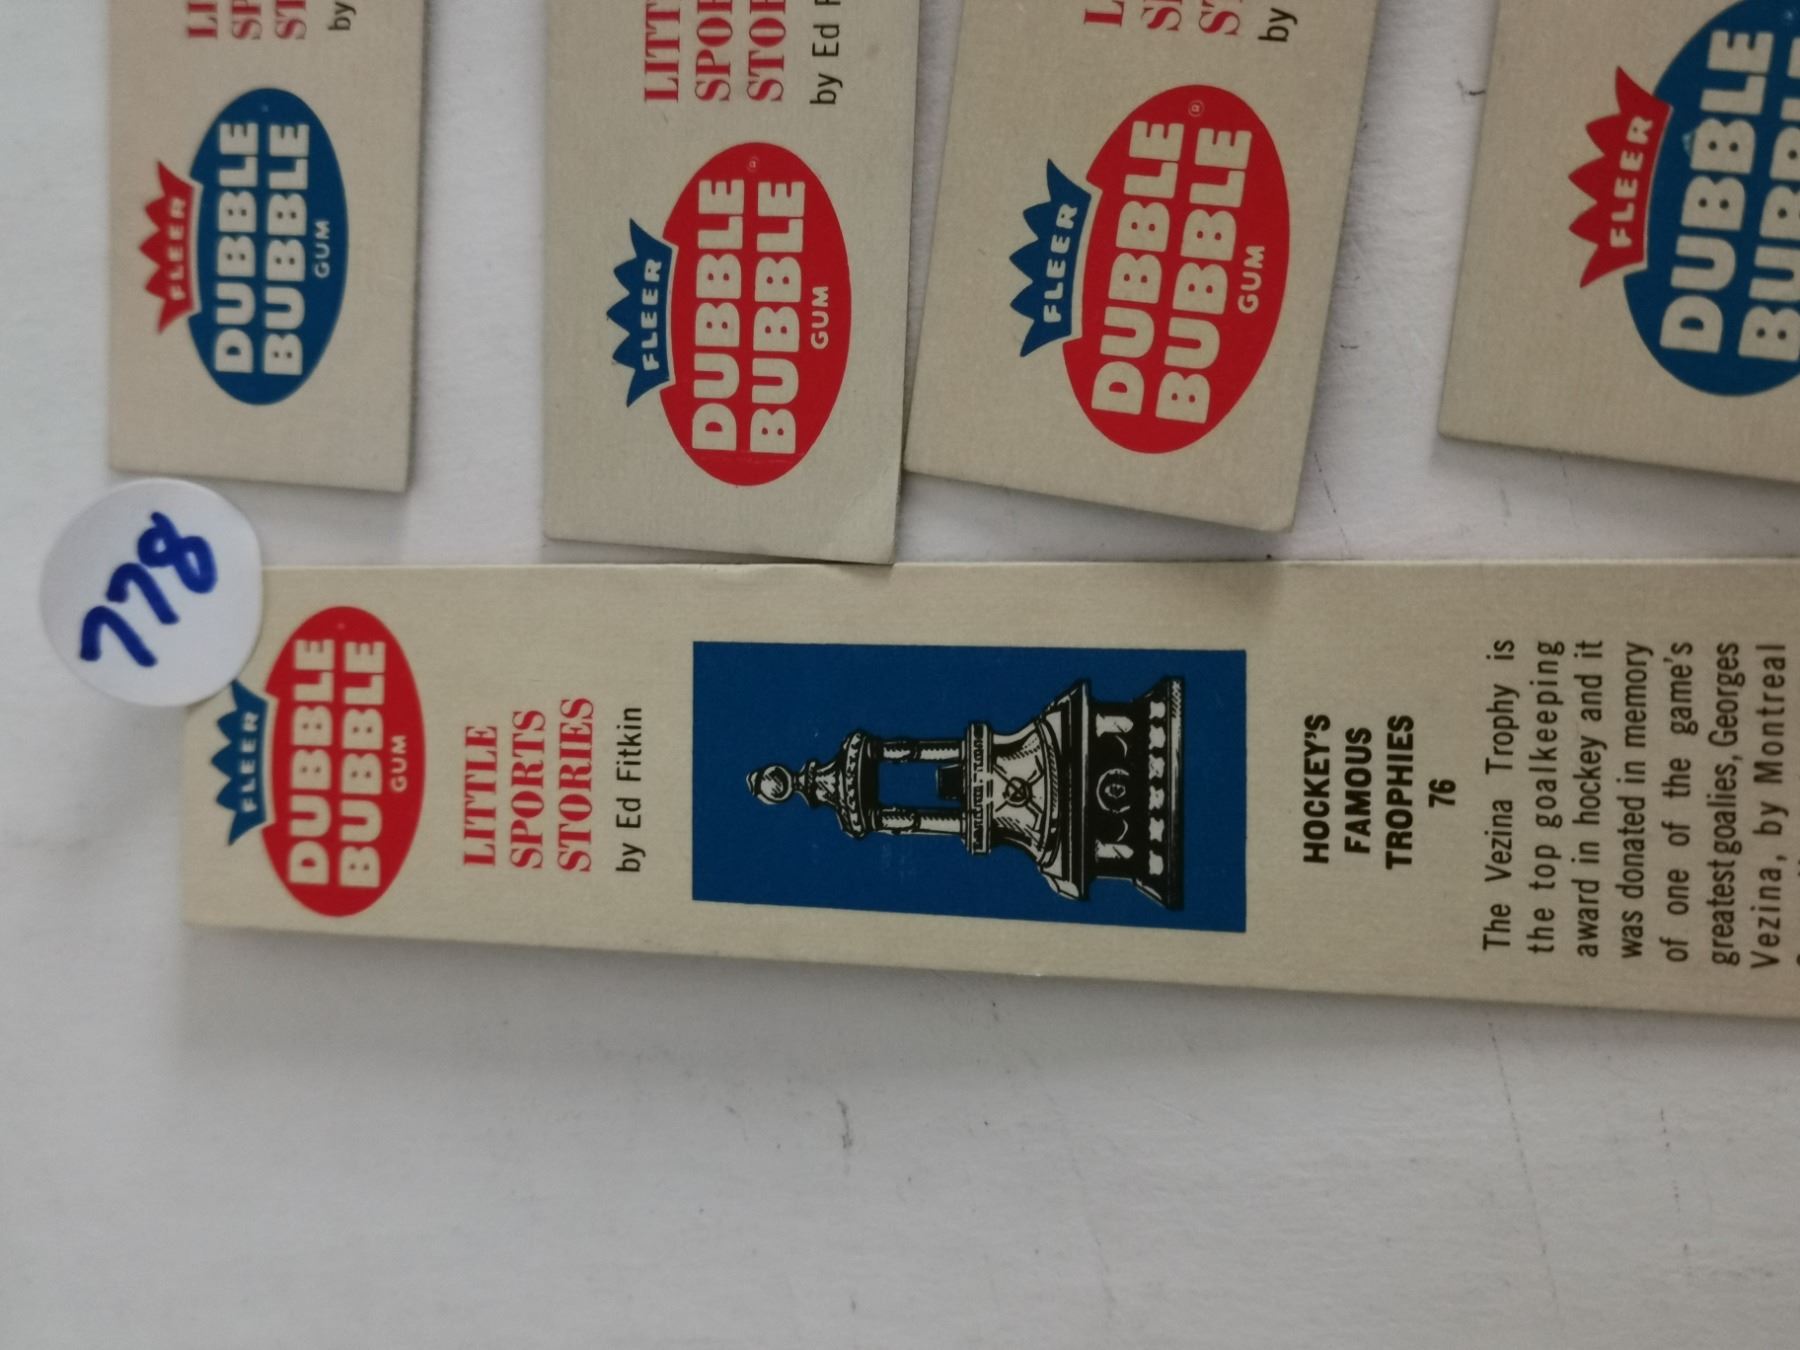 FLEER
DUBBLE
BUBBLE
GUM
by
FLEER
DUBBLE
BUBBLE
GUM
by Ed
FLEER
DUBBLE
BUBBLE
GUM
by
FLEER
DUBBLE
778
FLEER
DUBBLE
BUBBLE
GUM
LITTLE
SPORTS
STORIES
by Ed Fitkin
HOCKEY'S
FAMOUS
TROPHIES
76
The Vezina Trophy is
the top goalkeeping
award in hockey and it
was donated in memory
of one of the game's
greatest goalies, Georges
Vezina, by Montreal